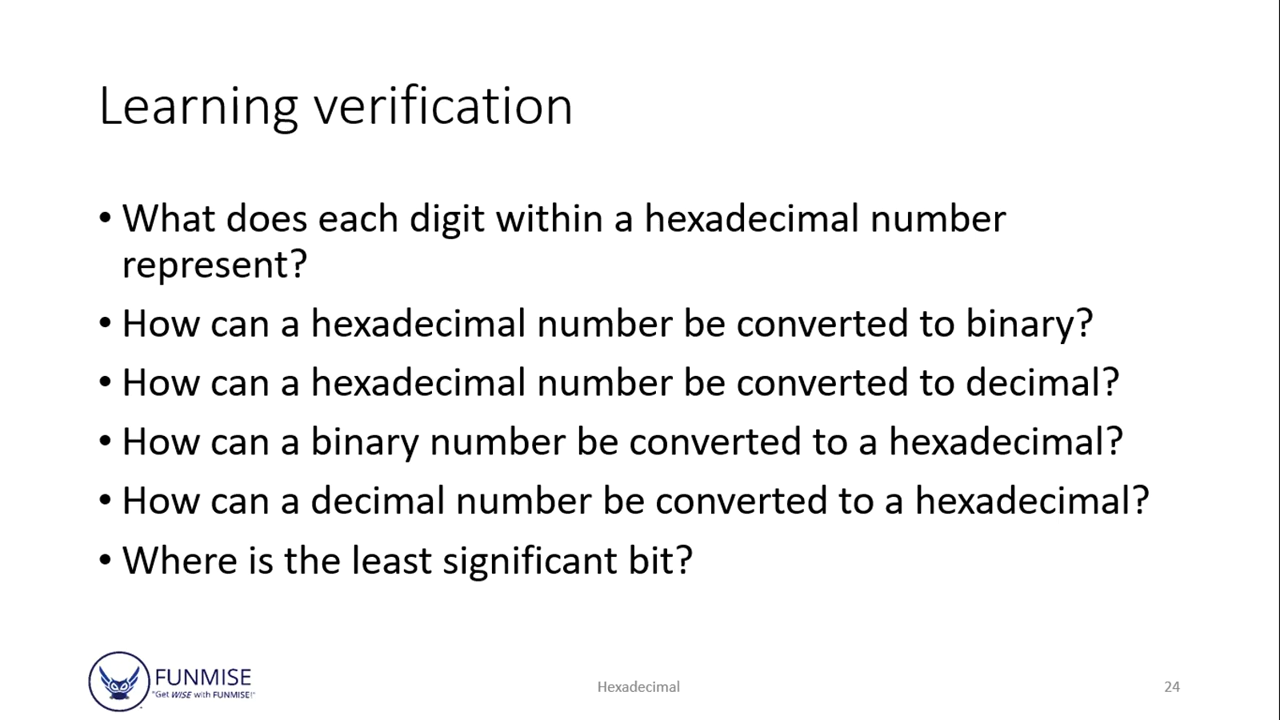 Learning verification
• What does each digit within a hexadecimal number
represent?
• How can a hexadecimal number be converted to binary?
• How can a hexadecimal number be converted to decimal?
• How can a binary number be converted to a hexadecimal?
• How can a decimal number be converted to a hexadecimal?
• Where is the least significant bit?
FUNMISE
"Get WISE with FUNMISE!"
Hexadecimal
24